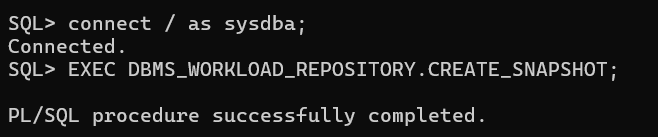 SQL> connect / as sysdba;
Connected.
SQL> EXEC DBMS_WORKLOAD_REPOSITORY.CREATE_SNAPSHOT;
PL/SQL procedure successfully completed.